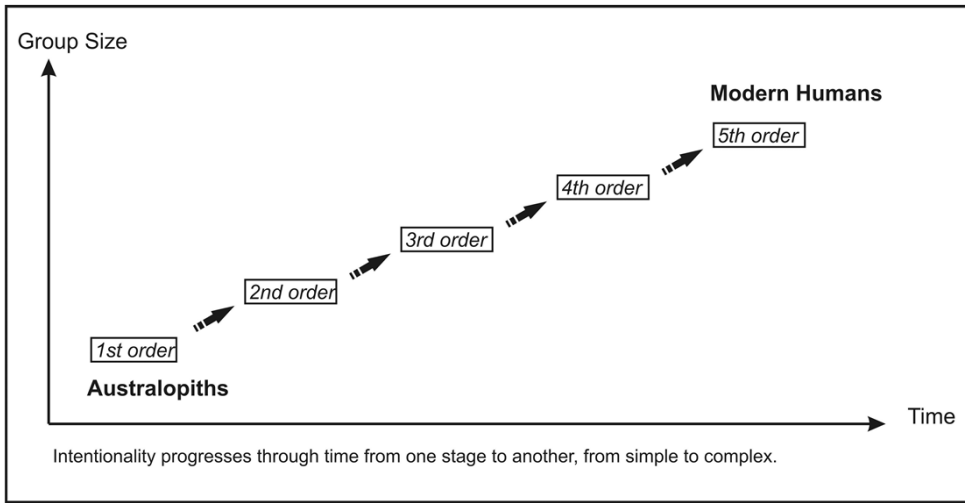 Group Size
Modern Humans
5th order
4th order
3rd order
2nd order
1st order
Australopiths
Time
Intentionality progresses through time from one stage to another, from simple to complex.